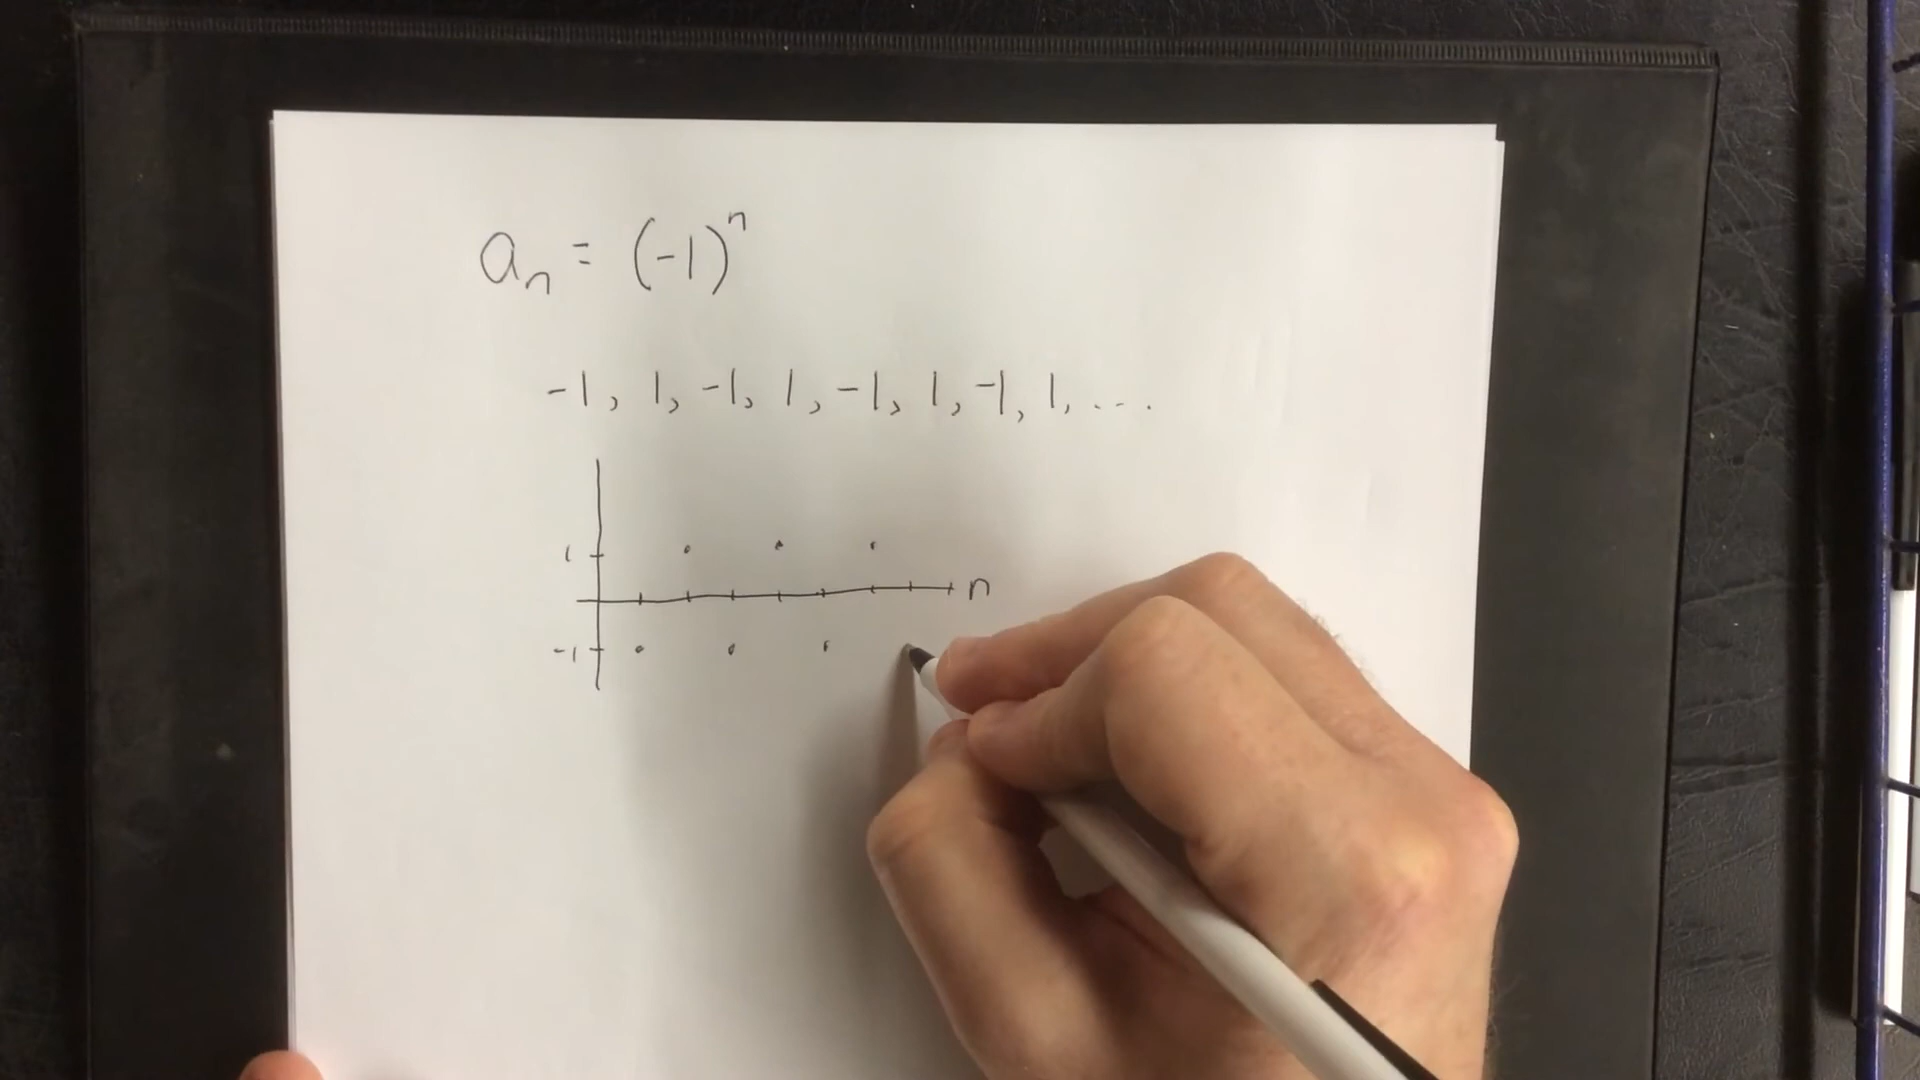 aₙ = (-1)ⁿ
-1, 1, -1, 1, -1, 1, -1, 1, ...
1
n
-1